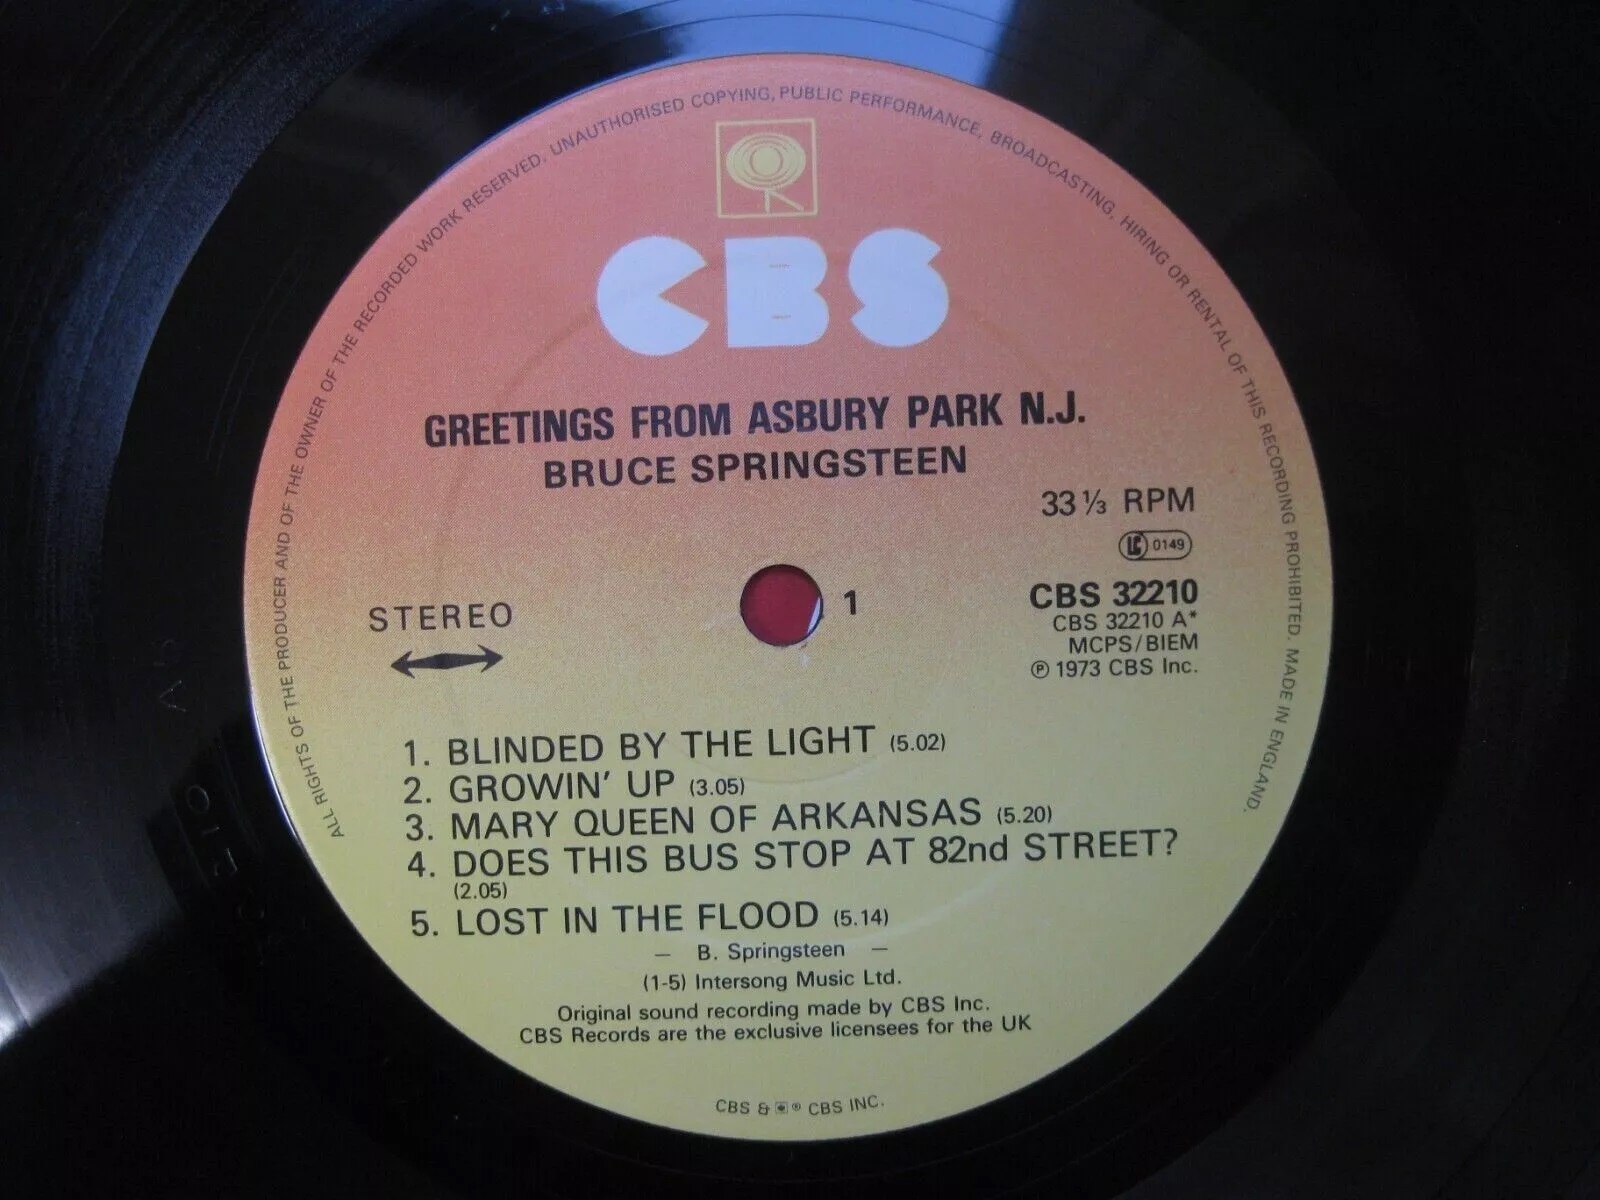 ALL RIGHTS OF THE PRODUCER AND OF THE OWNER OF THE RECORDED WORK RESERVED. UNAUTHORISED COPYING, PUBLIC PERFORMANCE, BROADCASTING, HIRING OR RENTAL OF THIS RECORDING PROHIBITED. MADE IN ENGLAND.
CBS
GREETINGS FROM ASBURY PARK N.J.
BRUCE SPRINGSTEEN
33 ⅓ RPM
LC 0149
STEREO
1
CBS 32210
CBS 32210 A*
MCPS/BIEM
℗ 1973 CBS Inc.
1. BLINDED BY THE LIGHT (5.02)
2. GROWIN' UP (3.05)
3. MARY QUEEN OF ARKANSAS (5.20)
4. DOES THIS BUS STOP AT 82nd STREET?
(2.05)
5. LOST IN THE FLOOD (5.14)
— B. Springsteen —
(1-5) Intersong Music Ltd.
Original sound recording made by CBS Inc.
CBS Records are the exclusive licensees for the UK
CBS & ® CBS INC.